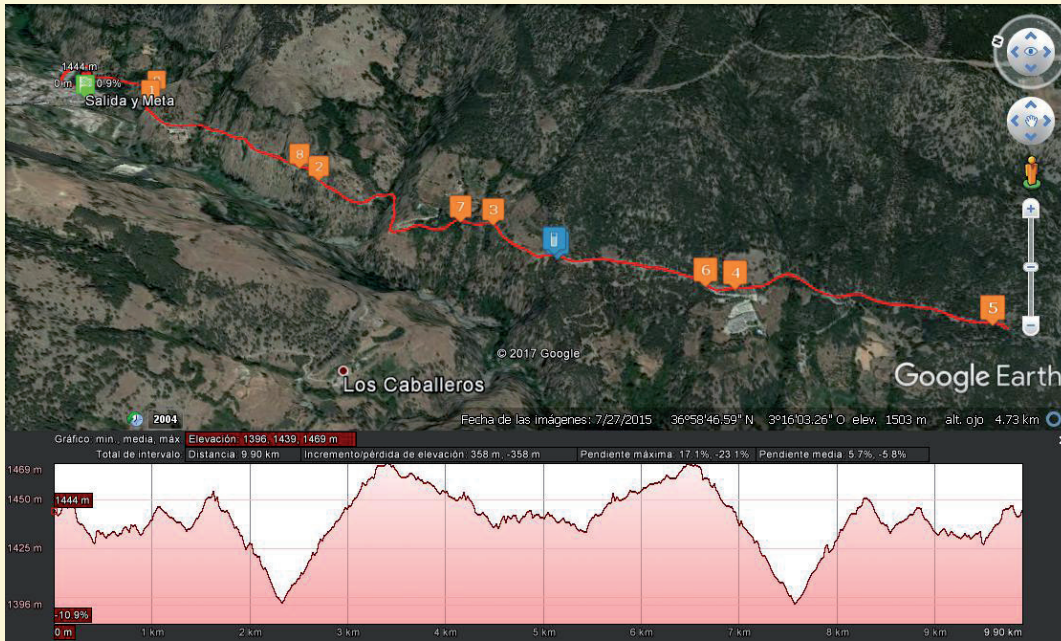 1444 m
0 m 0.9%
Salida y Meta
1
8
2
7
3
6
4
5
N
© 2017 Google
Los Caballeros
Google Earth
2004
Fecha de las imágenes: 7/27/2015 36°58'46.59" N 3°16'03.26" O elev. 1503 m alt. ojo 4.73 km
Gráfico: min., media, máx Elevación: 1396, 1439, 1469 m
Total de intervalo Distancia: 9.90 km Incremento/pérdida de elevación: 358 m, -358 m Pendiente máxima: 17.1%, -23.1% Pendiente media: 5.7%, -5.8%
1469 m
1450 m
1444 m
1425 m
1396 m
-10.9%
0 m 1 km 2 km 3 km 4 km 5 km 6 km 7 km 8 km 9 km 9.90 km